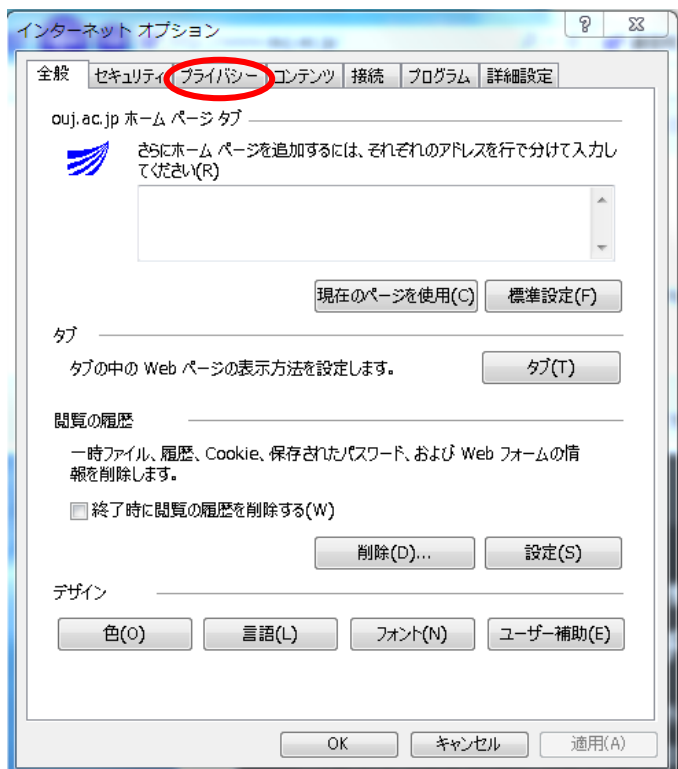 インターネット オプション
全般 セキュリティ プライバシー コンテンツ 接続 プログラム 詳細設定
ouj.ac.jp ホーム ページ タブ
さらにホーム ページを追加するには、それぞれのアドレスを行で分けて入力し
てください(R)
現在のページを使用(C) 標準設定(F)
タブ
タブの中の Web ページの表示方法を設定します。 タブ(T)
閲覧の履歴
一時ファイル、履歴、Cookie、保存されたパスワード、および Web フォームの情
報を削除します。
終了時に閲覧の履歴を削除する(W)
削除(D)... 設定(S)
デザイン
色(O) 言語(L) フォント(N) ユーザー補助(E)
OK キャンセル 適用(A)